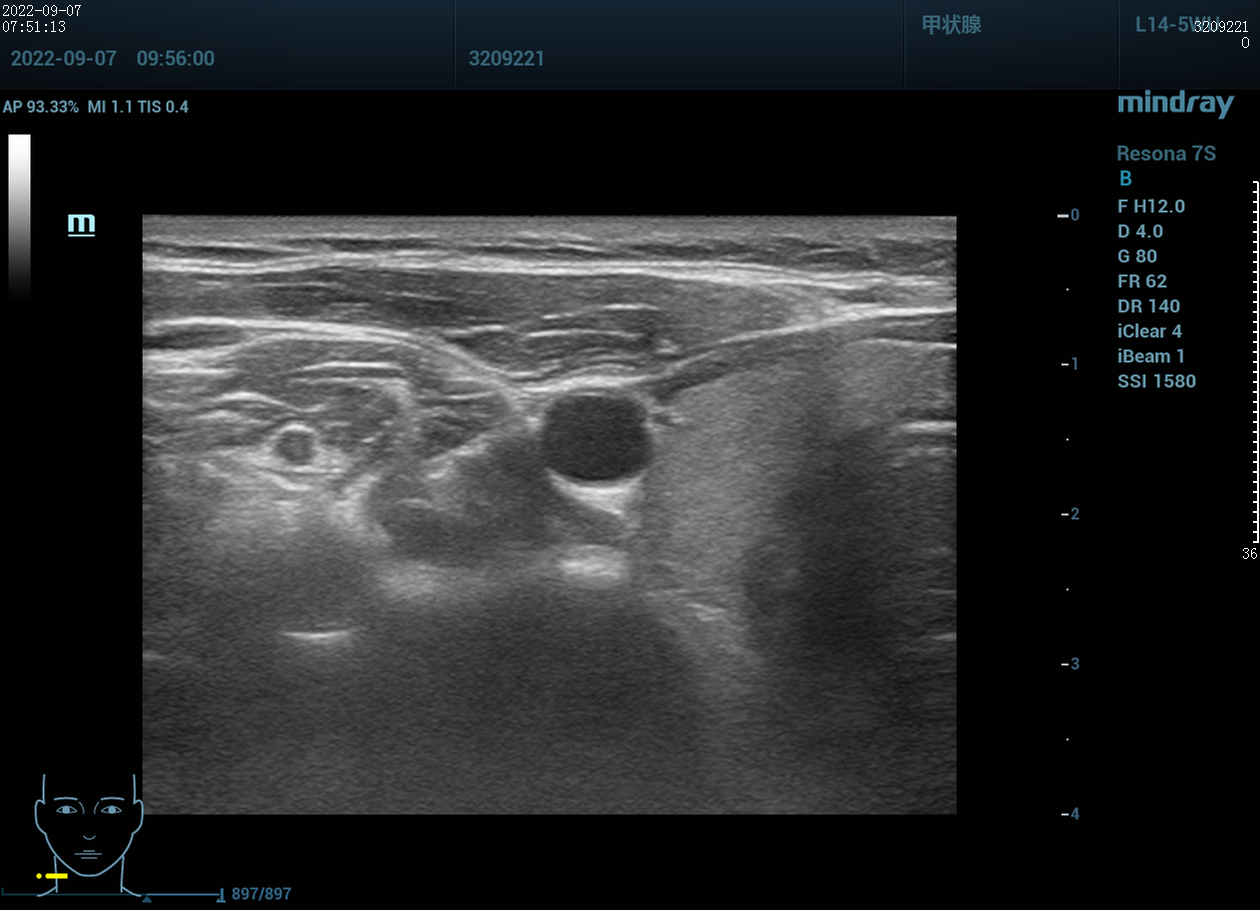 2022-09-07
07:51:13
甲状腺
3209221
0
2022-09-07 09:56:00
3209221
AP 93.33% MI 1.1 TIS 0.4
mindray
Resona 7S
B
F H12.0
D 4.0
G 80
FR 62
DR 140
iClear 4
iBeam 1
SSI 1580
m
0
1
2
3
4
36
897/897